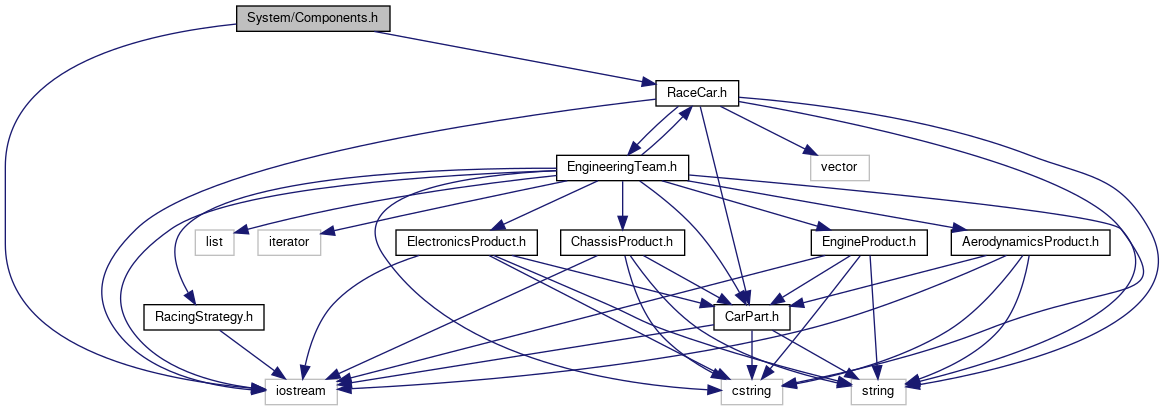 System/Components.h
RaceCar.h
EngineeringTeam.h
vector
list
iterator
ElectronicsProduct.h
ChassisProduct.h
EngineProduct.h
AerodynamicsProduct.h
RacingStrategy.h
CarPart.h
iostream
cstring
string